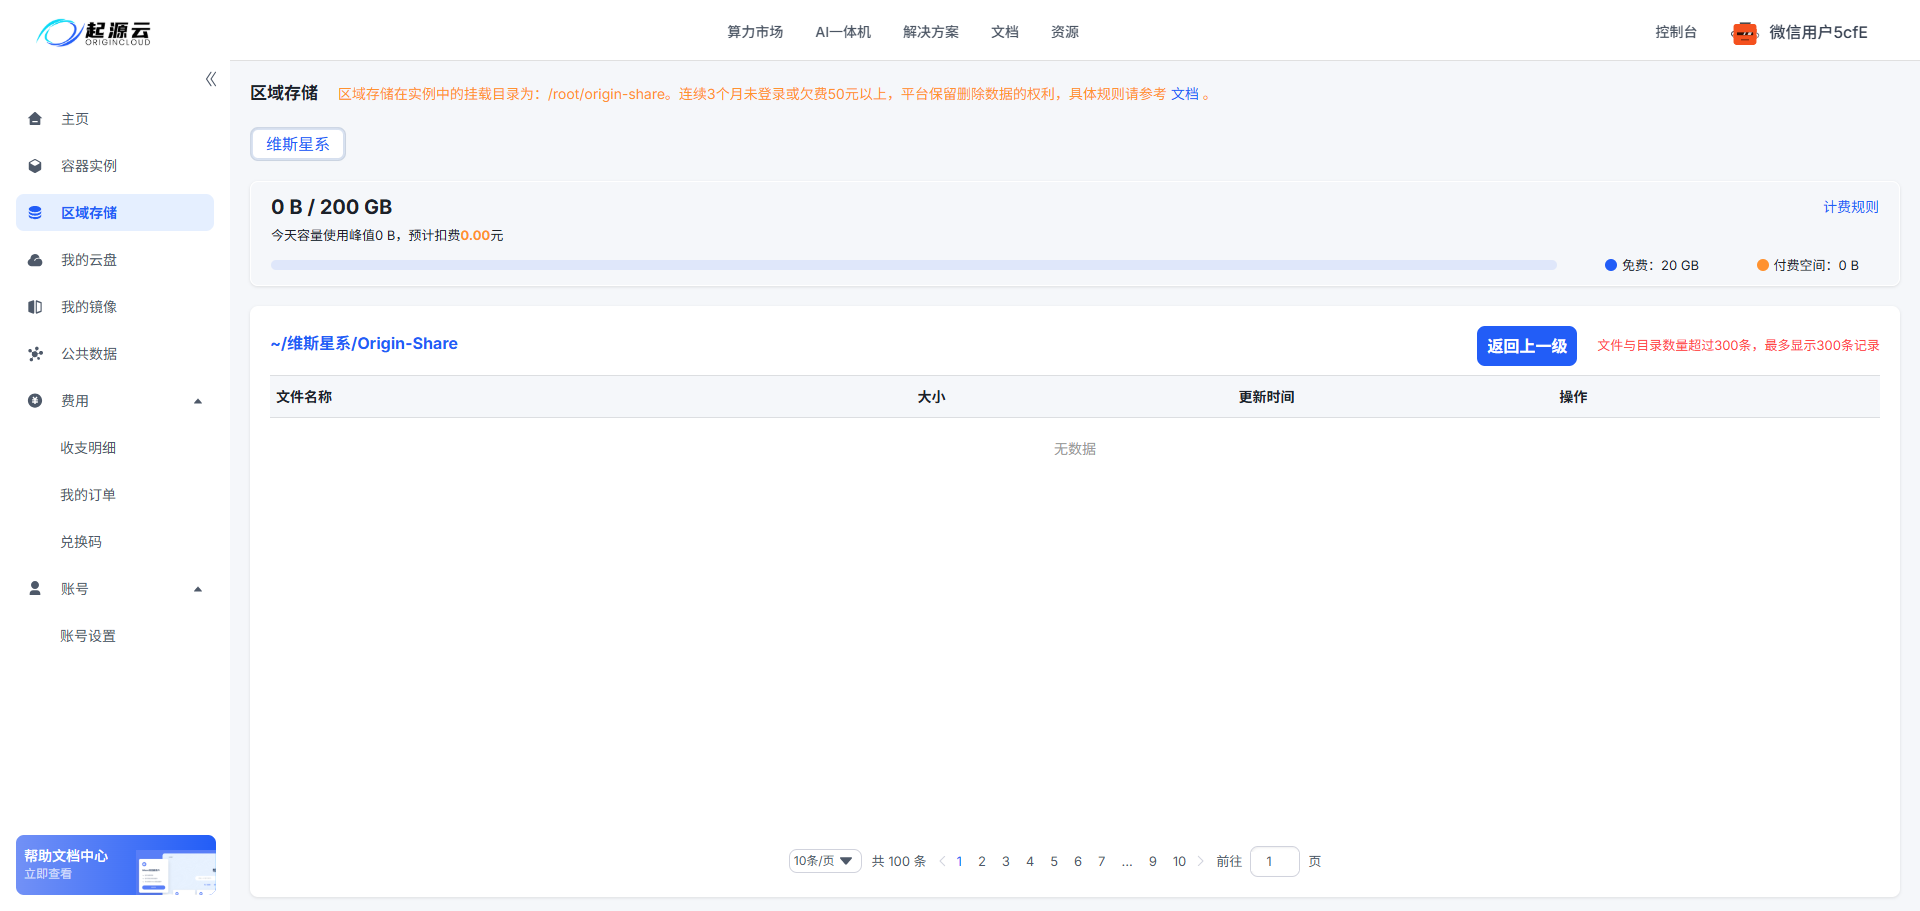 起源云
ORIGINCLOUD
算力市场
AI一体机
解决方案
文档
资源
控制台
微信用户5cfE
主页
容器实例
区域存储
我的云盘
我的镜像
公共数据
费用
收支明细
我的订单
兑换码
账号
账号设置
帮助文档中心
立即查看
区域存储
区域存储在实例中的挂载目录为：/root/origin-share。连续3个月未登录或欠费50元以上，平台保留删除数据的权利，具体规则请参考 文档 。
维斯星系
0 B / 200 GB
计费规则
今天容量使用峰值0 B，预计扣费0.00元
免费：20 GB
付费空间：0 B
~/维斯星系/Origin-Share
返回上一级
文件与目录数量超过300条，最多显示300条记录
文件名称
大小
更新时间
操作
无数据
10条/页
共 100 条
1 2 3 4 5 6 7 ... 9 10
前往 1 页